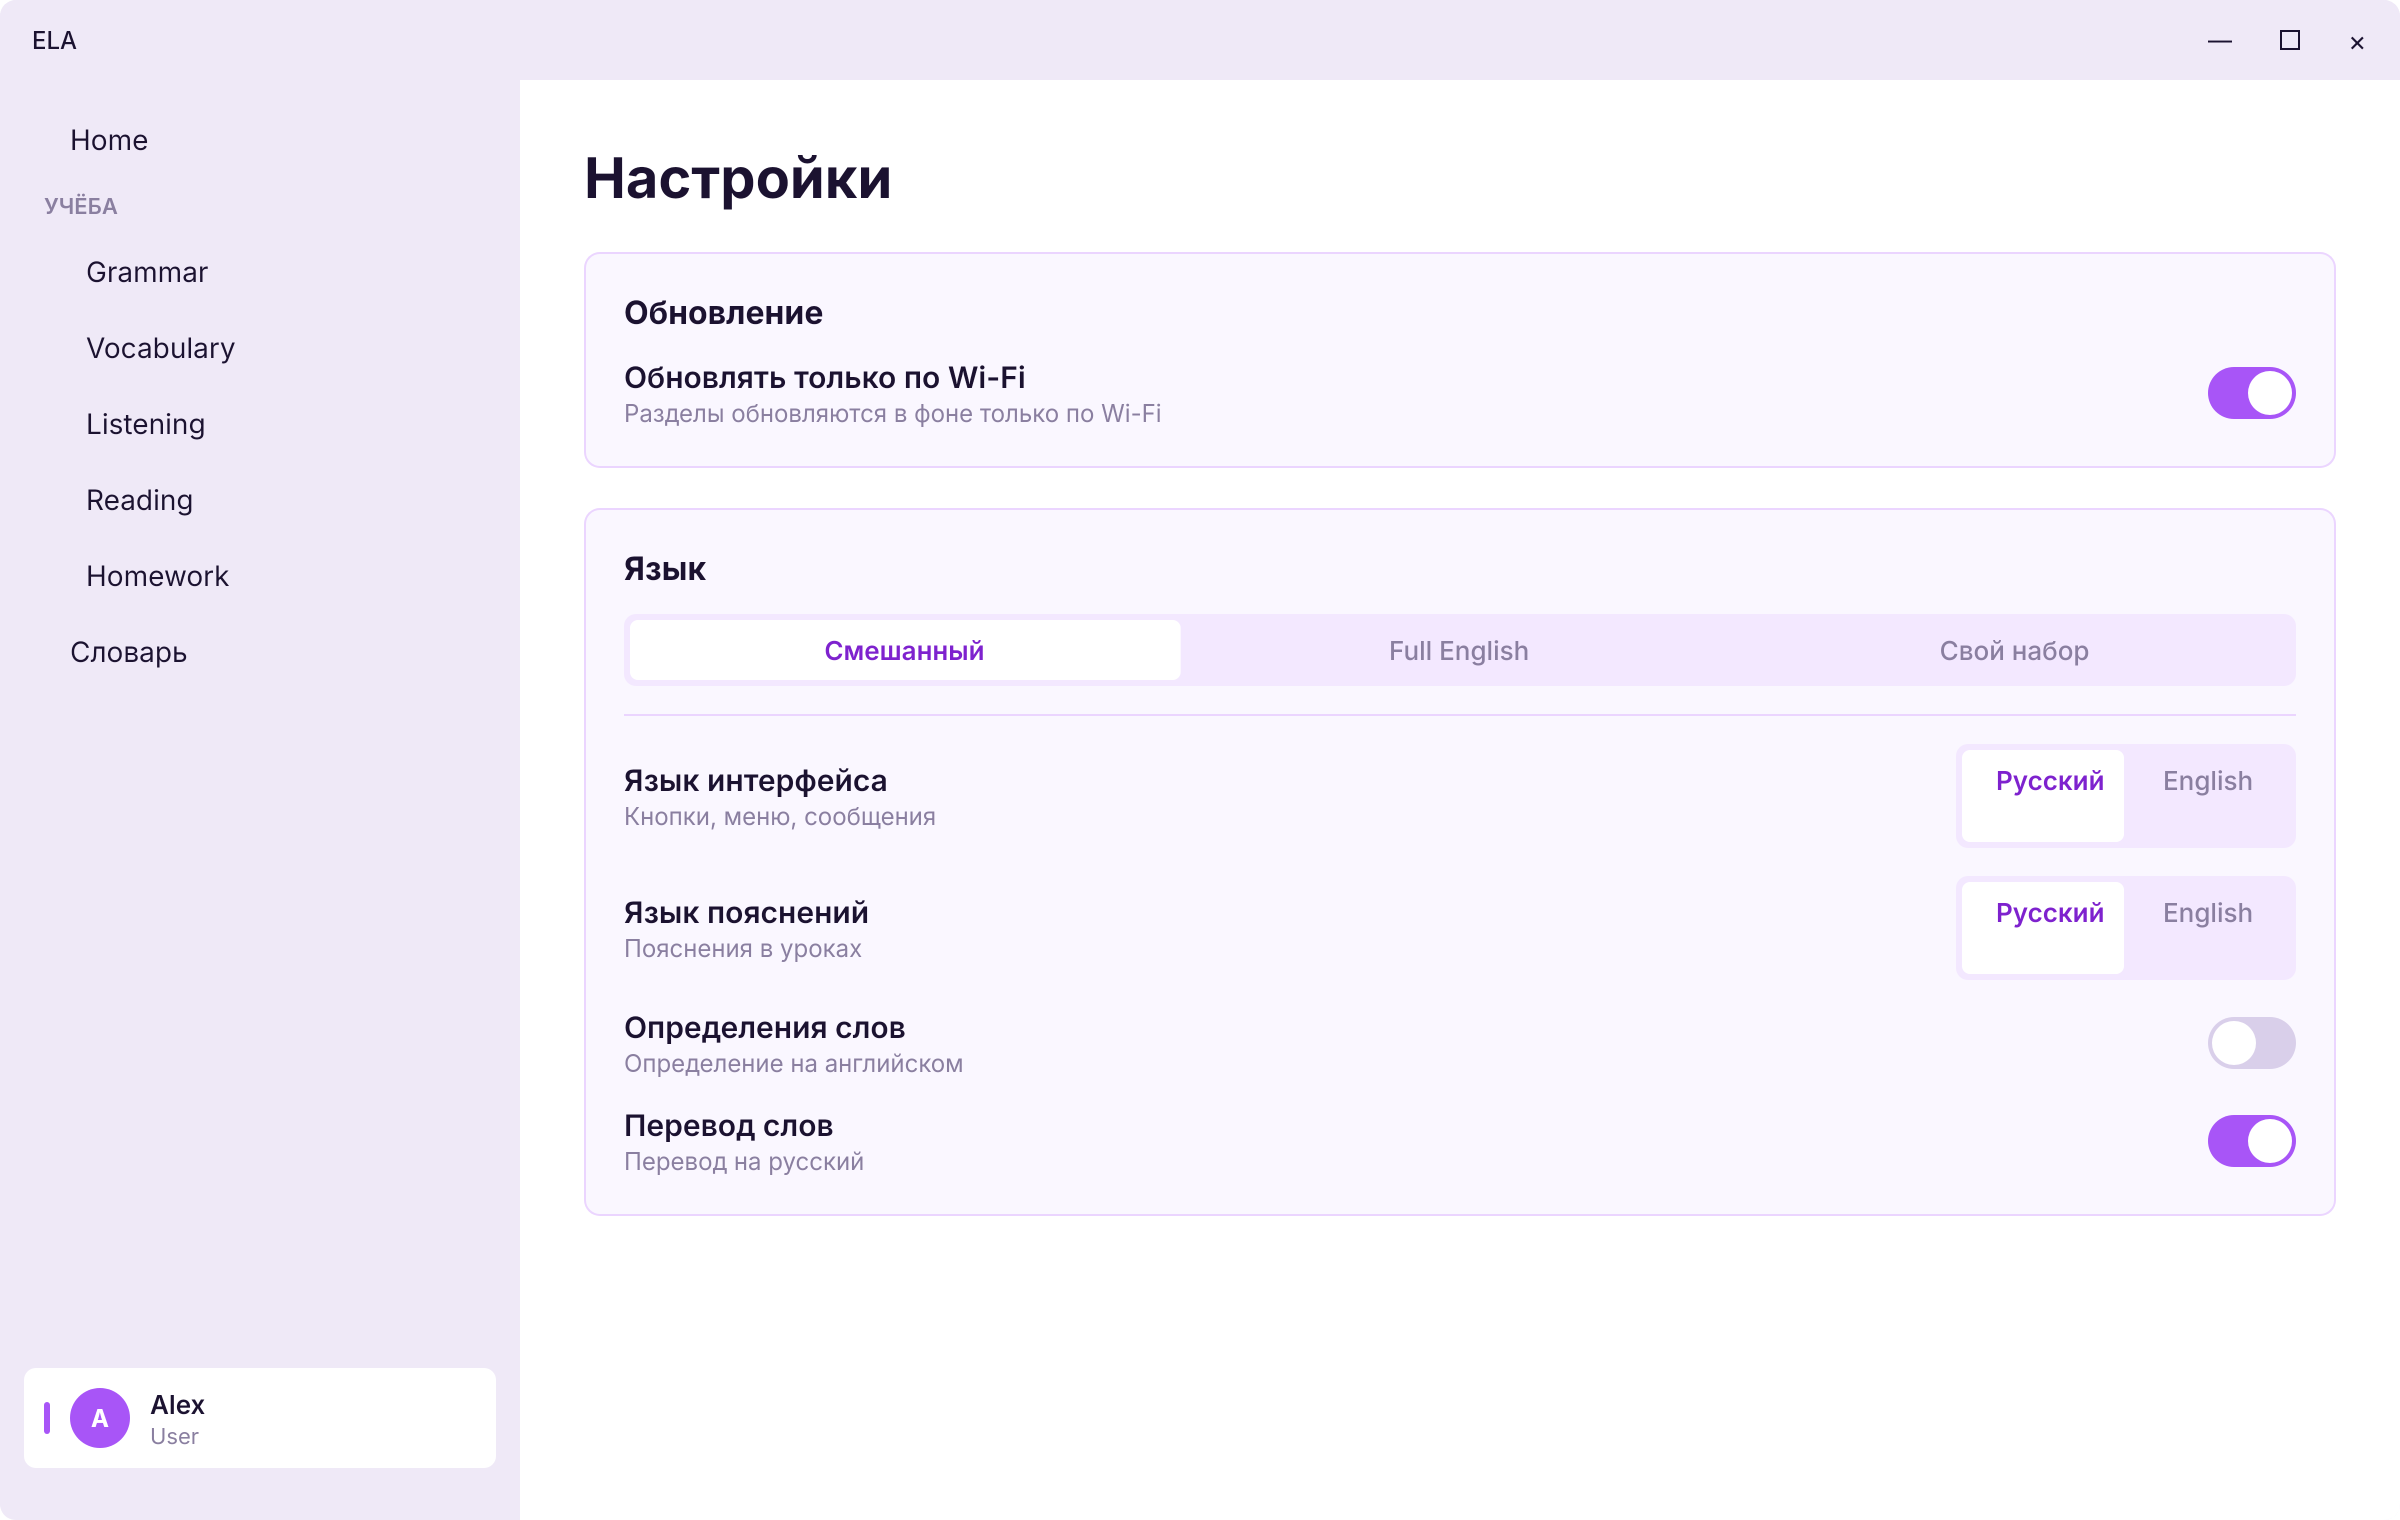 ELA
Home
УЧЁБА
Grammar
Vocabulary
Listening
Reading
Homework
Словарь
A
Alex
User
Настройки
Обновление
Обновлять только по Wi-Fi
Разделы обновляются в фоне только по Wi-Fi
Язык
Смешанный Full English Свой набор
Язык интерфейса
Кнопки, меню, сообщения
Русский English
Язык пояснений
Пояснения в уроках
Русский English
Определения слов
Определение на английском
Перевод слов
Перевод на русский